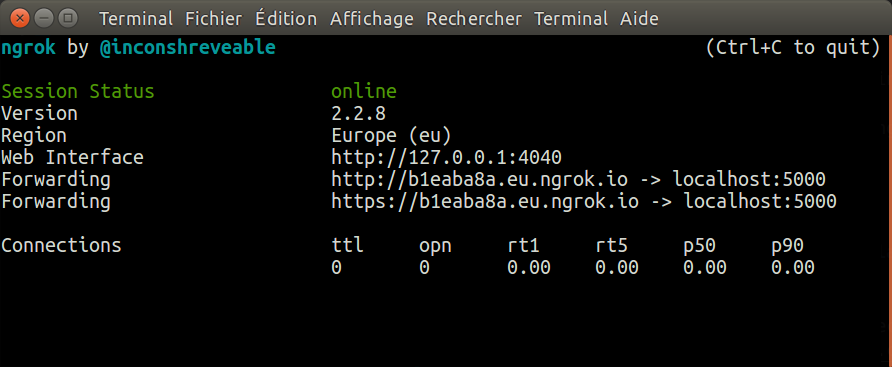 Terminal Fichier Édition Affichage Rechercher Terminal Aide
ngrok by @inconshreveable (Ctrl+C to quit)
Session Status online
Version 2.2.8
Region Europe (eu)
Web Interface http://127.0.0.1:4040
Forwarding http://b1eaba8a.eu.ngrok.io -> localhost:5000
Forwarding https://b1eaba8a.eu.ngrok.io -> localhost:5000
Connections ttl opn rt1 rt5 p50 p90
0 0 0.00 0.00 0.00 0.00